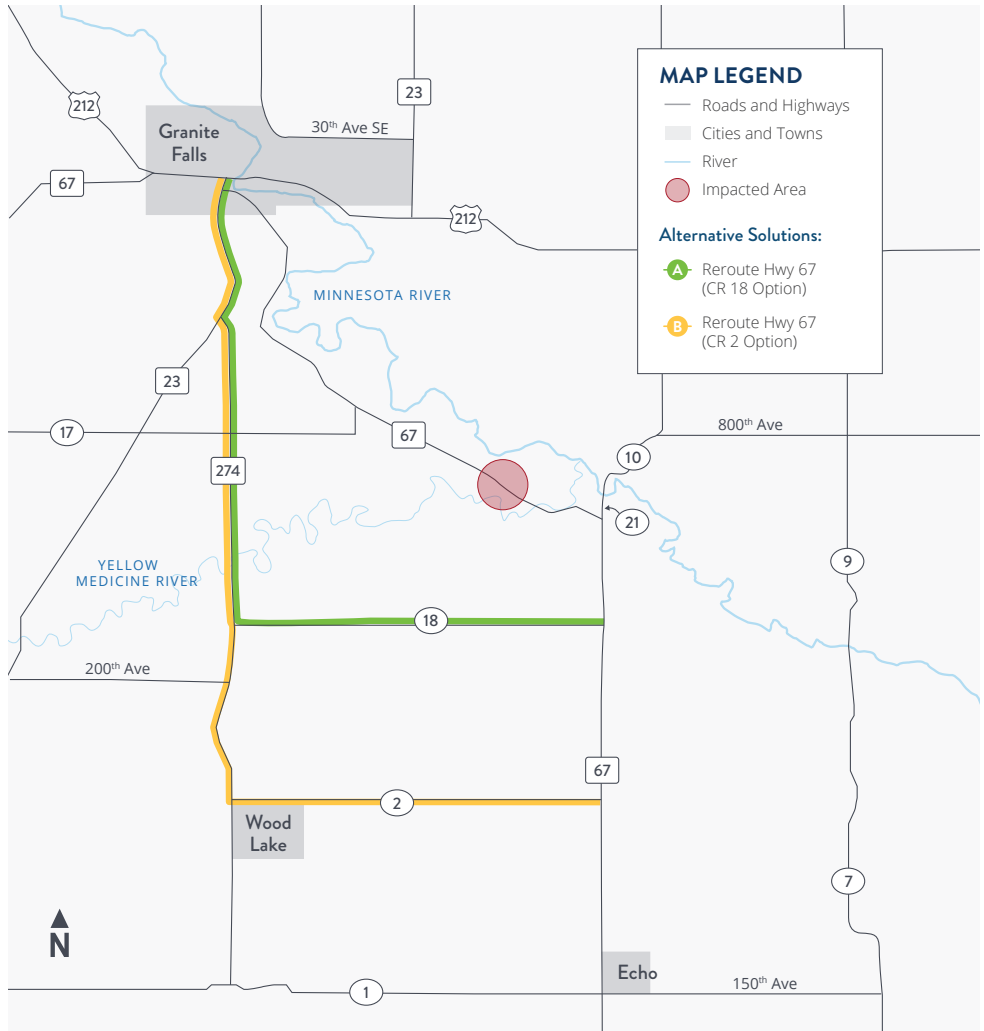 212
Granite
Falls
23
30th Ave SE
67
212
MAP LEGEND
Roads and Highways
Cities and Towns
River
Impacted Area
Alternative Solutions:
A
Reroute Hwy 67
(CR 18 Option)
B
Reroute Hwy 67
(CR 2 Option)
MINNESOTA RIVER
23
17
67
800th Ave
10
274
21
YELLOW
MEDICINE RIVER
9
18
200th Ave
67
2
Wood
Lake
7
N
Echo
1
150th Ave